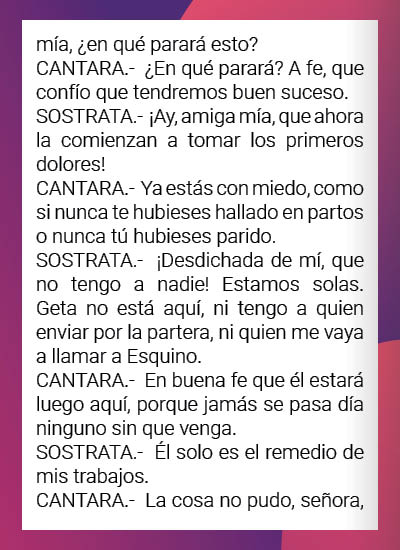 mía, ¿en qué parará esto?
CANTARA.- ¿En qué parará? A fe, que
confío que tendremos buen suceso.
SOSTRATA.- ¡Ay, amiga mía, que ahora
la comienzan a tomar los primeros
dolores!
CANTARA.- Ya estás con miedo, como
si nunca te hubieses hallado en partos
o nunca tú hubieses parido.
SOSTRATA.- ¡Desdichada de mí, que
no tengo a nadie! Estamos solas.
Geta no está aquí, ni tengo a quien
enviar por la partera, ni quien me vaya
a llamar a Esquino.
CANTARA.- En buena fe que él estará
luego aquí, porque jamás se pasa día
ninguno sin que venga.
SOSTRATA.- Él solo es el remedio de
mis trabajos.
CANTARA.- La cosa no pudo, señora,